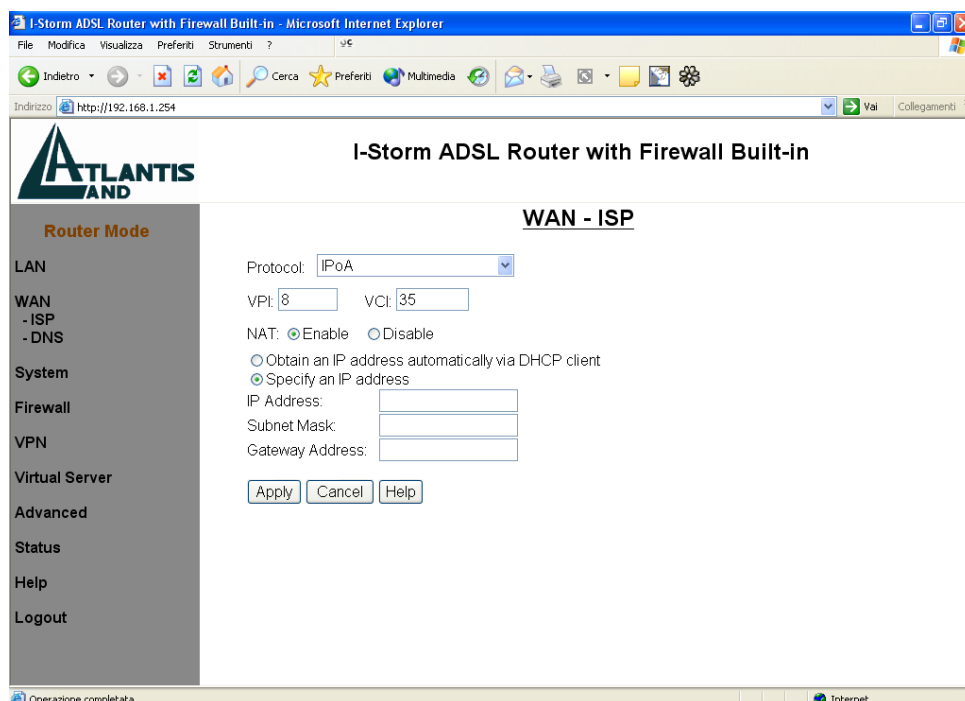 I-Storm ADSL Router with Firewall Built-in - Microsoft Internet Explorer
File Modifica Visualizza Preferiti Strumenti ?
Indietro Cerca Preferiti Multimedia
Indirizzo http://192.168.1.254 Vai Collegamenti
ATLANTIS LAND
I-Storm ADSL Router with Firewall Built-in
Router Mode
LAN
WAN
- ISP
- DNS
System
Firewall
VPN
Virtual Server
Advanced
Status
Help
Logout
WAN - ISP
Protocol: IPoA
VPI: 8 VCI: 35
NAT: Enable Disable
Obtain an IP address automatically via DHCP client
Specify an IP address
IP Address:
Subnet Mask:
Gateway Address:
Apply Cancel Help
Operazione completata Internet